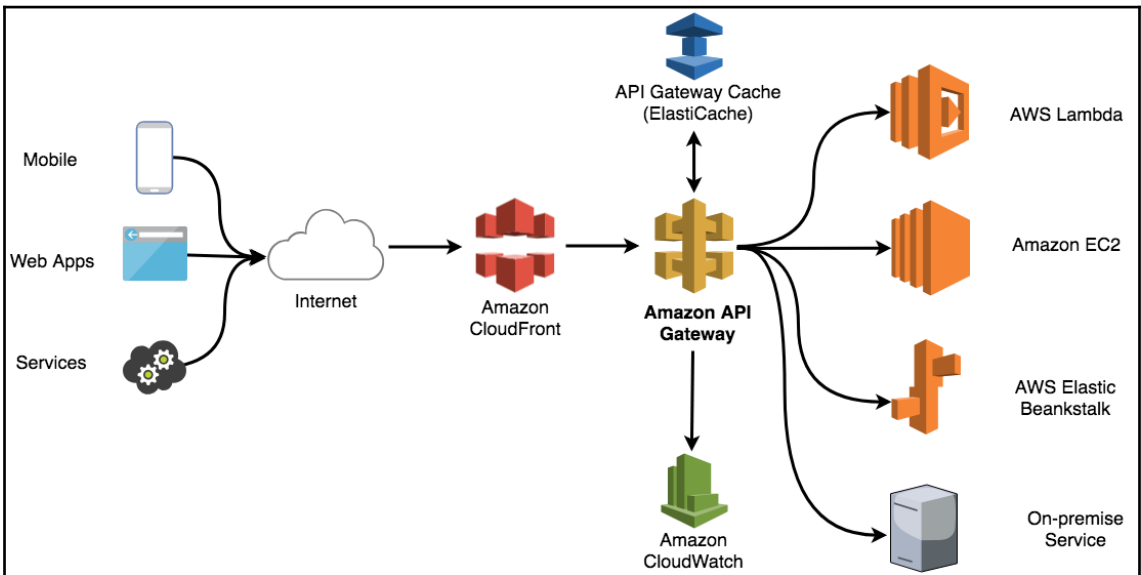 Mobile
Web Apps
Services
Internet
Amazon
CloudFront
API Gateway Cache
(ElastiCache)
Amazon API
Gateway
Amazon
CloudWatch
AWS Lambda
Amazon EC2
AWS Elastic
Beankstalk
On-premise
Service